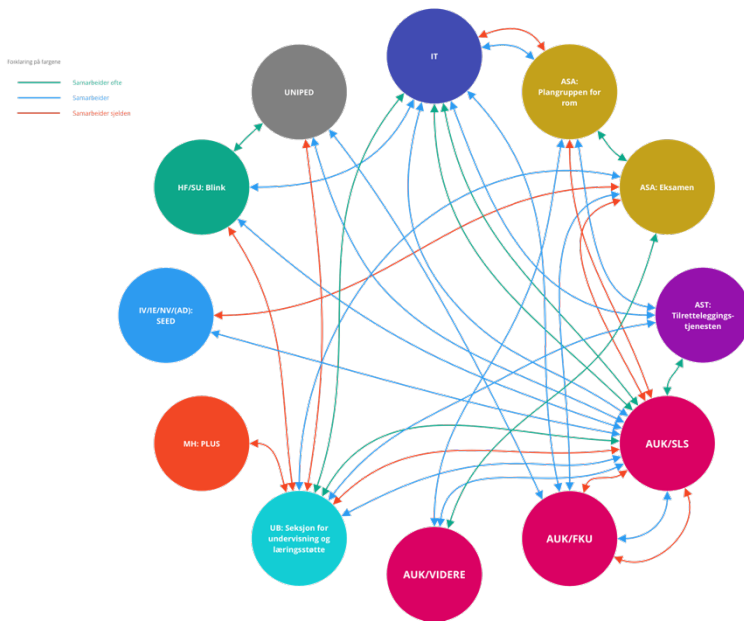 Forklaring på fargene
Samarbeider ofte
Samarbeider
Samarbeider sjelden
IT
UNIPED
ASA:
Plangruppen for
rom
HF/SU: Blink
ASA: Eksamen
IV/IE/NV/(AD):
SEED
AST:
Tilretteleggings-
tjenesten
MH: PLUS
AUK/SLS
UB: Seksjon for
undervisning og
læringsstøtte
AUK/FKU
AUK/VIDERE